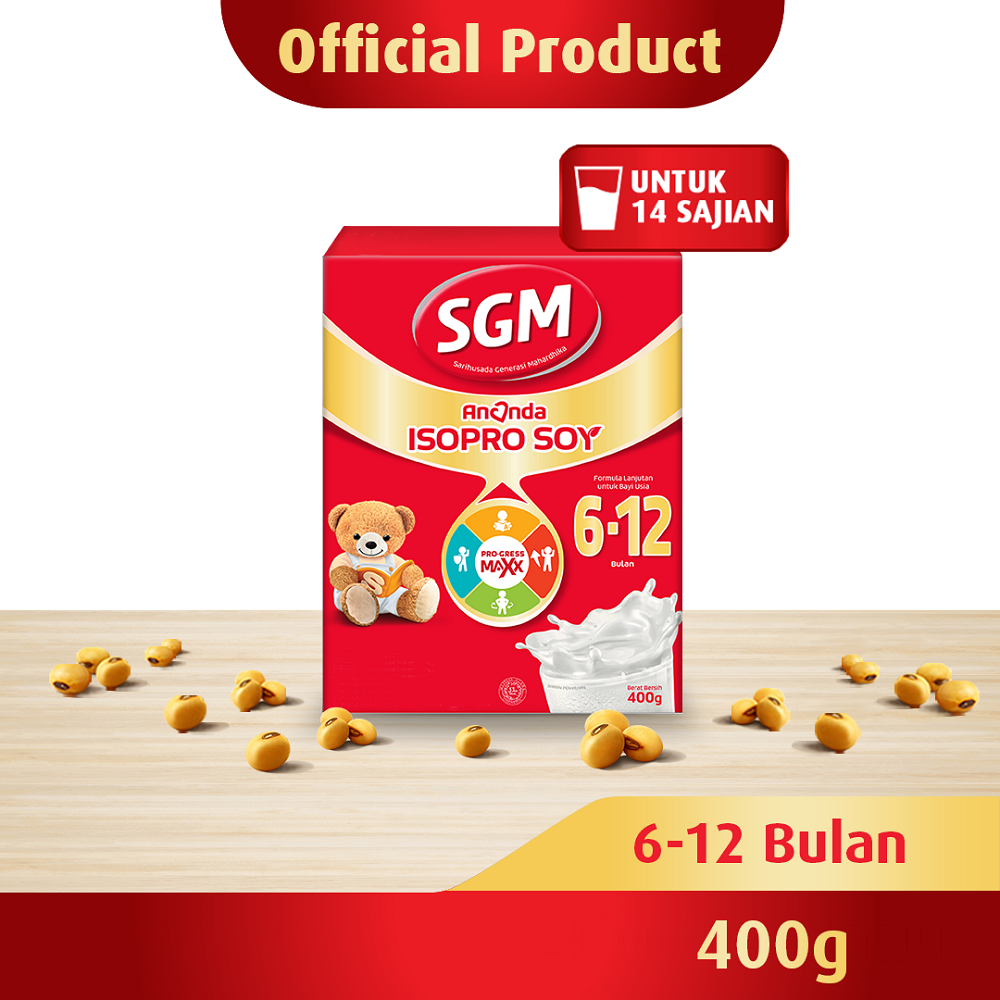 Official Product
UNTUK
14 SAJIAN
SGM
Sarihusada Generasi Mahardhika
Ananda
ISOPRO SOY
Formula Lanjutan
untuk Bayi Usia
6-12
Bulan
PRO-GRESS
MAXX
Berat Bersih
400g
6-12 Bulan
400g